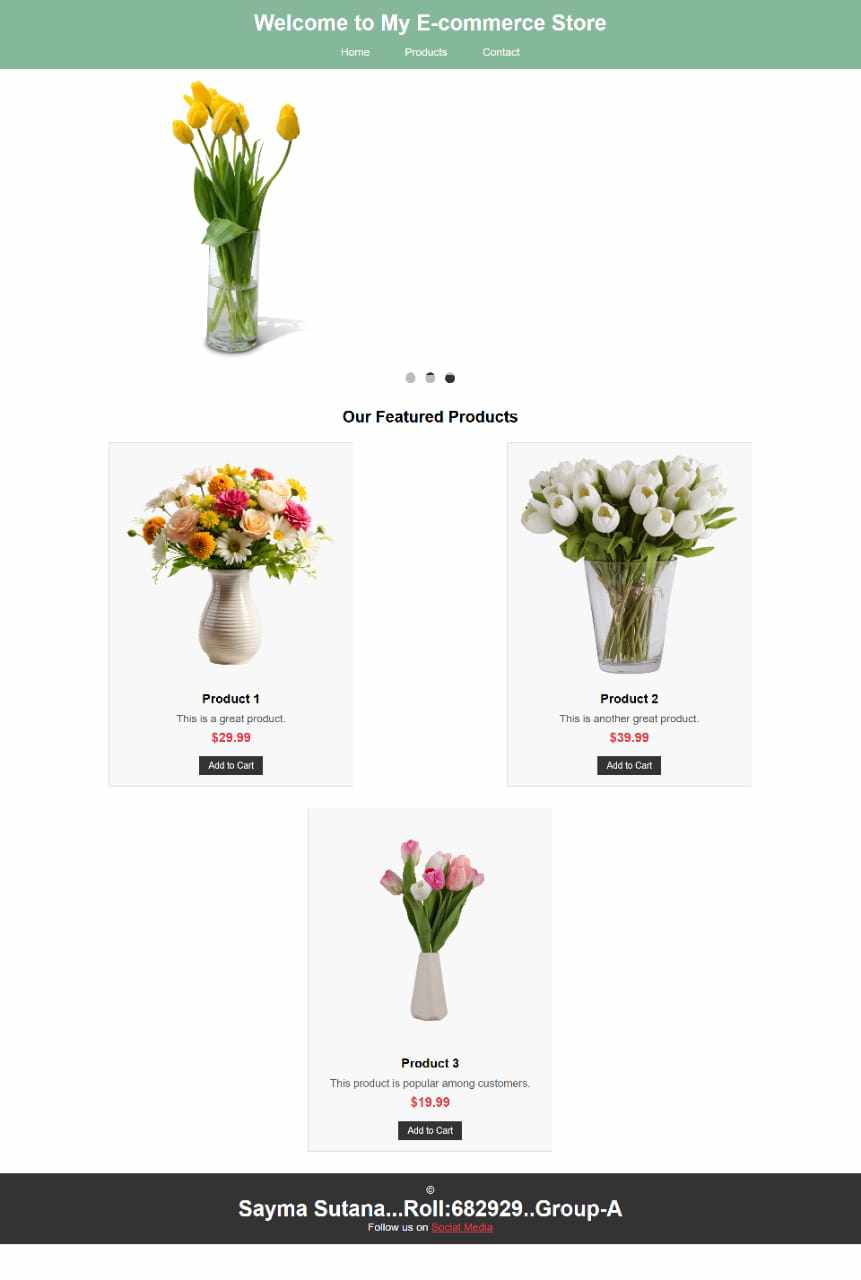 Welcome to My E-commerce Store
Home Products Contact
Our Featured Products
Product 1
This is a great product.
$29.99
Add to Cart
Product 2
This is another great product.
$39.99
Add to Cart
Product 3
This product is popular among customers.
$19.99
Add to Cart
©
Sayma Sutana...Roll:682929..Group-A
Follow us on Social Media